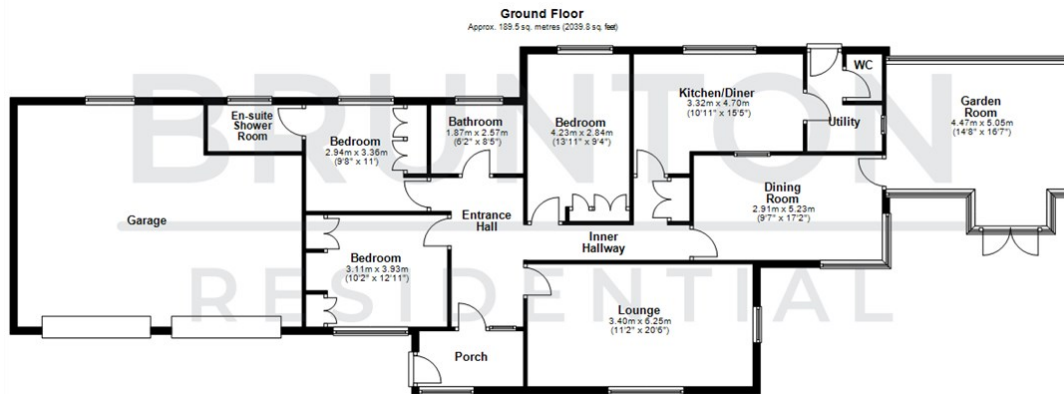 Ground Floor
Approx. 189.5 sq. metres (2039.8 sq. feet)
BRUNTON
RESIDENTIAL
WC
Kitchen/Diner
3.32m x 4.70m
(10'11" x 15'5")
Garden
Room
4.47m x 5.05m
(14'8" x 16'7")
En-suite
Shower
Room
Bathroom
1.87m x 2.57m
(6'2" x 8'5")
Bedroom
4.23m x 2.84m
(13'11" x 9'4")
Utility
Bedroom
2.94m x 3.36m
(9'8" x 11')
Dining
Room
2.91m x 5.23m
(9'7" x 17'2")
Garage
Entrance
Hall
Inner
Hallway
Bedroom
3.11m x 3.93m
(10'2" x 12'11")
Lounge
3.40m x 6.25m
(11'2" x 20'6")
Porch